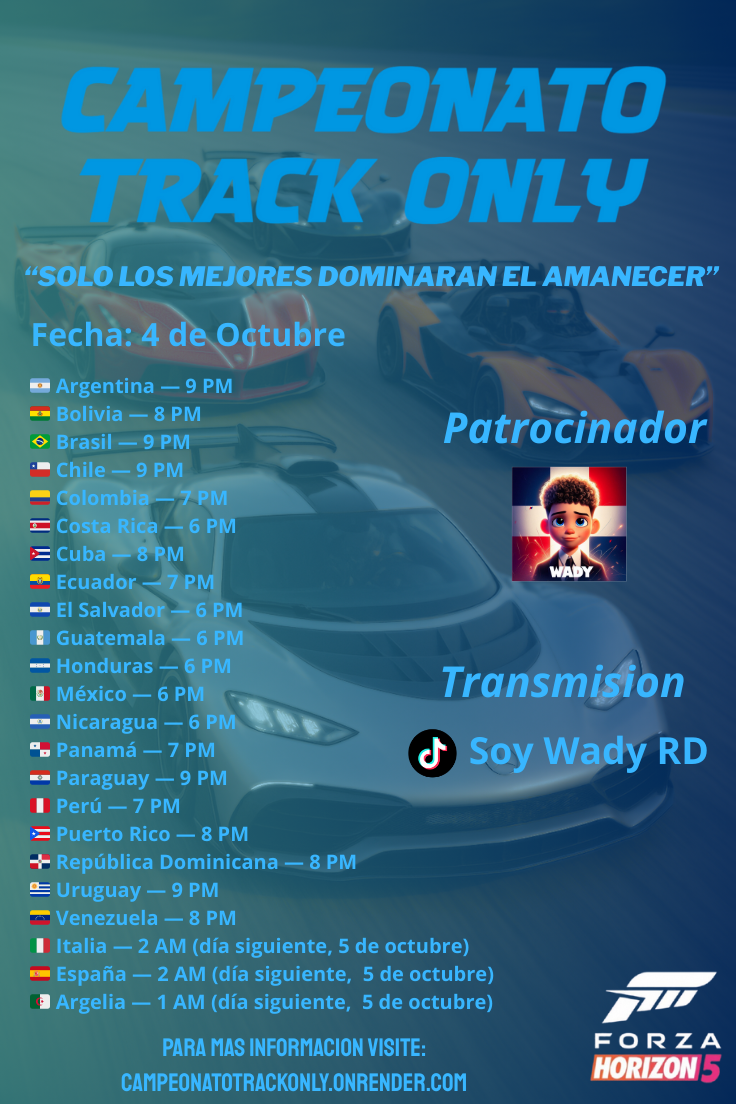 CAMPEONATO
TRACK ONLY
“SOLO LOS MEJORES DOMINARAN EL AMANECER”
Fecha: 4 de Octubre
Argentina — 9 PM
Bolivia — 8 PM
Brasil — 9 PM
Chile — 9 PM
Colombia — 7 PM
Costa Rica — 6 PM
Cuba — 8 PM
Ecuador — 7 PM
El Salvador — 6 PM
Guatemala — 6 PM
Honduras — 6 PM
México — 6 PM
Nicaragua — 6 PM
Panamá — 7 PM
Paraguay — 9 PM
Perú — 7 PM
Puerto Rico — 8 PM
República Dominicana — 8 PM
Uruguay — 9 PM
Venezuela — 8 PM
Italia — 2 AM (día siguiente, 5 de octubre)
España — 2 AM (día siguiente, 5 de octubre)
Argelia — 1 AM (día siguiente, 5 de octubre)
Patrocinador
WADY
Transmision
Soy Wady RD
PARA MAS INFORMACION VISITE:
CAMPEONATOTRACKONLY.ONRENDER.COM
FORZA
HORIZON 5